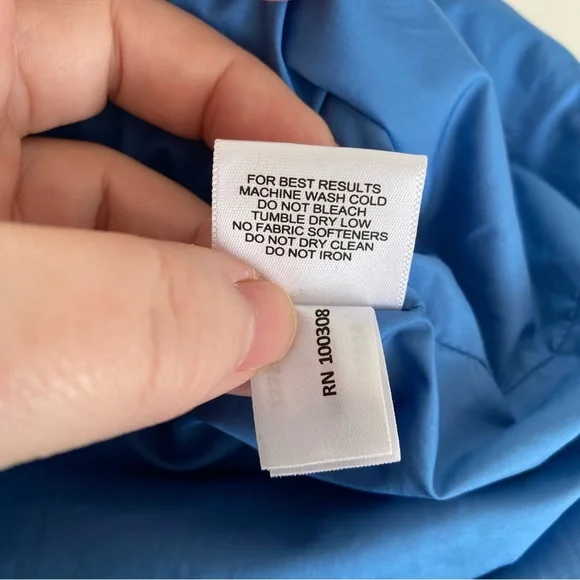 FOR BEST RESULTS
MACHINE WASH COLD
DO NOT BLEACH
TUMBLE DRY LOW
NO FABRIC SOFTENERS
DO NOT DRY CLEAN
DO NOT IRON
RN 100308